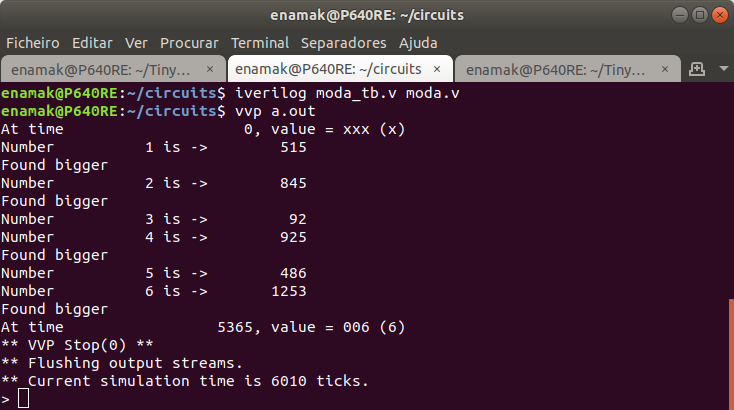 enamak@P640RE: ~/circuits
Ficheiro Editar Ver Procurar Terminal Separadores Ajuda
enamak@P640RE: ~/Tiny… × enamak@P640RE: ~/circuits × enamak@P640RE: ~/Tiny… ×
enamak@P640RE:~/circuits$ iverilog moda_tb.v moda.v
enamak@P640RE:~/circuits$ vvp a.out
At time                    0, value = xxx (x)
Number          1 is ->        515
Found bigger
Number          2 is ->        845
Found bigger
Number          3 is ->         92
Number          4 is ->        925
Found bigger
Number          5 is ->        486
Number          6 is ->       1253
Found bigger
At time                 5365, value = 006 (6)
** VVP Stop(0) **
** Flushing output streams.
** Current simulation time is 6010 ticks.
>